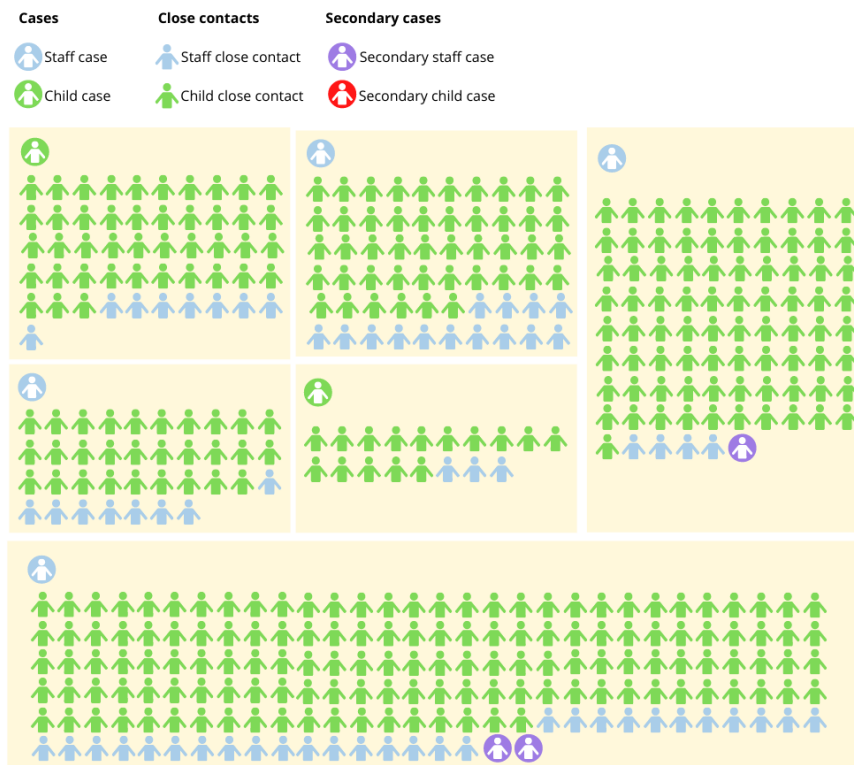 Cases Close contacts Secondary cases
Staff case Staff close contact Secondary staff case
Child case Child close contact Secondary child case